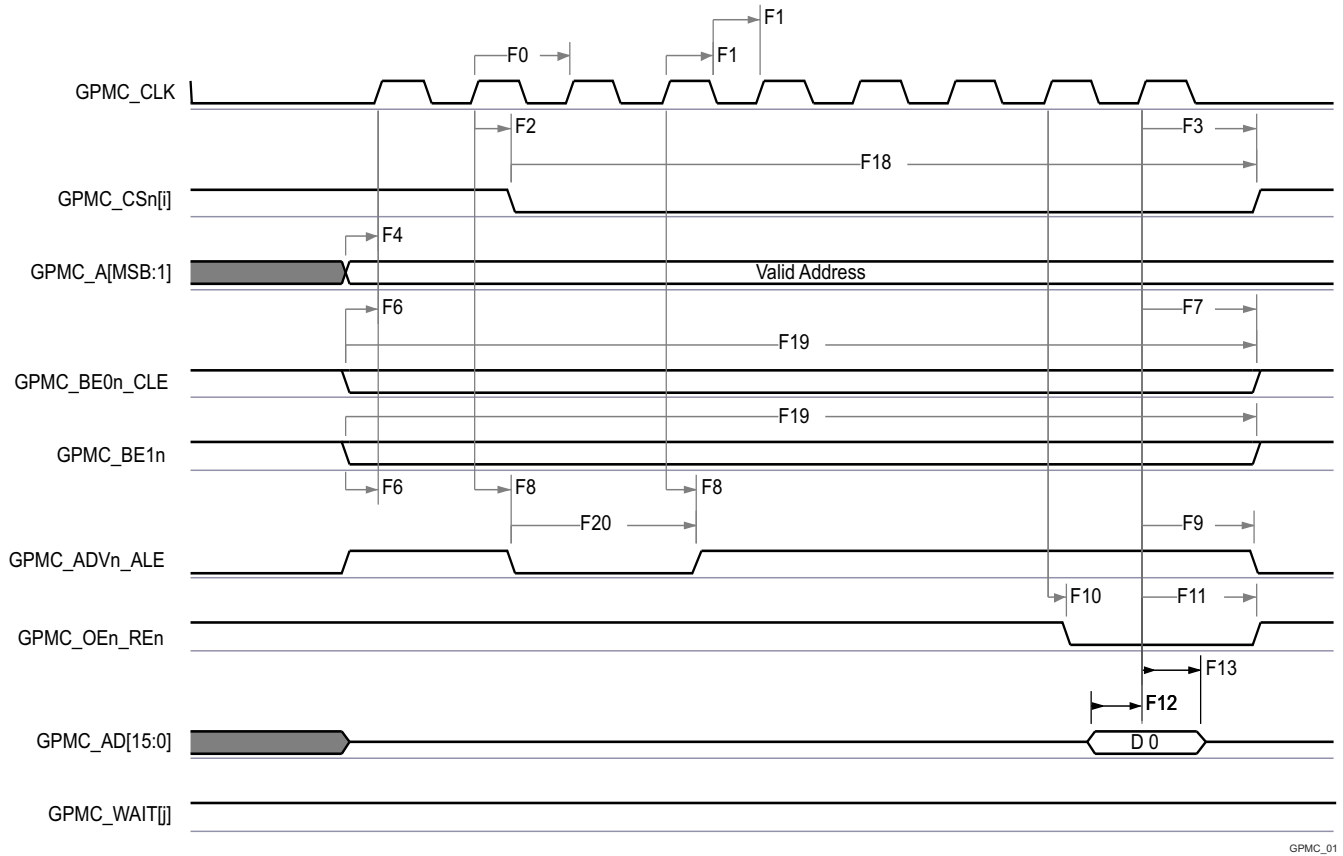 F1
F0 F1
GPMC_CLK
F2 F3
F18
GPMC_CSn[i]
F4
GPMC_A[MSB:1] Valid Address
F6 F7
F19
GPMC_BE0n_CLE
F19
GPMC_BE1n
F6 F8 F8
F20 F9
GPMC_ADVn_ALE
F10 F11
GPMC_OEn_REn
F13
F12
GPMC_AD[15:0] D 0
GPMC_WAIT[j]
GPMC_01